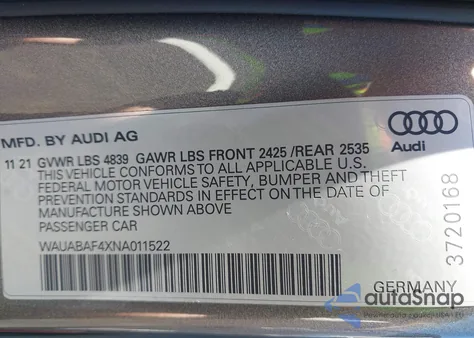 MFD. BY AUDI AG
Audi
11 21 GVWR LBS 4839 GAWR LBS FRONT 2425 /REAR 2535
THIS VEHICLE CONFORMS TO ALL APPLICABLE U.S.
FEDERAL MOTOR VEHICLE SAFETY, BUMPER AND THEFT
PREVENTION STANDARDS IN EFFECT ON THE DATE OF
MANUFACTURE SHOWN ABOVE
PASSENGER CAR
WAUABAF4XNA011522
3720168
GERMANY
autoSnap